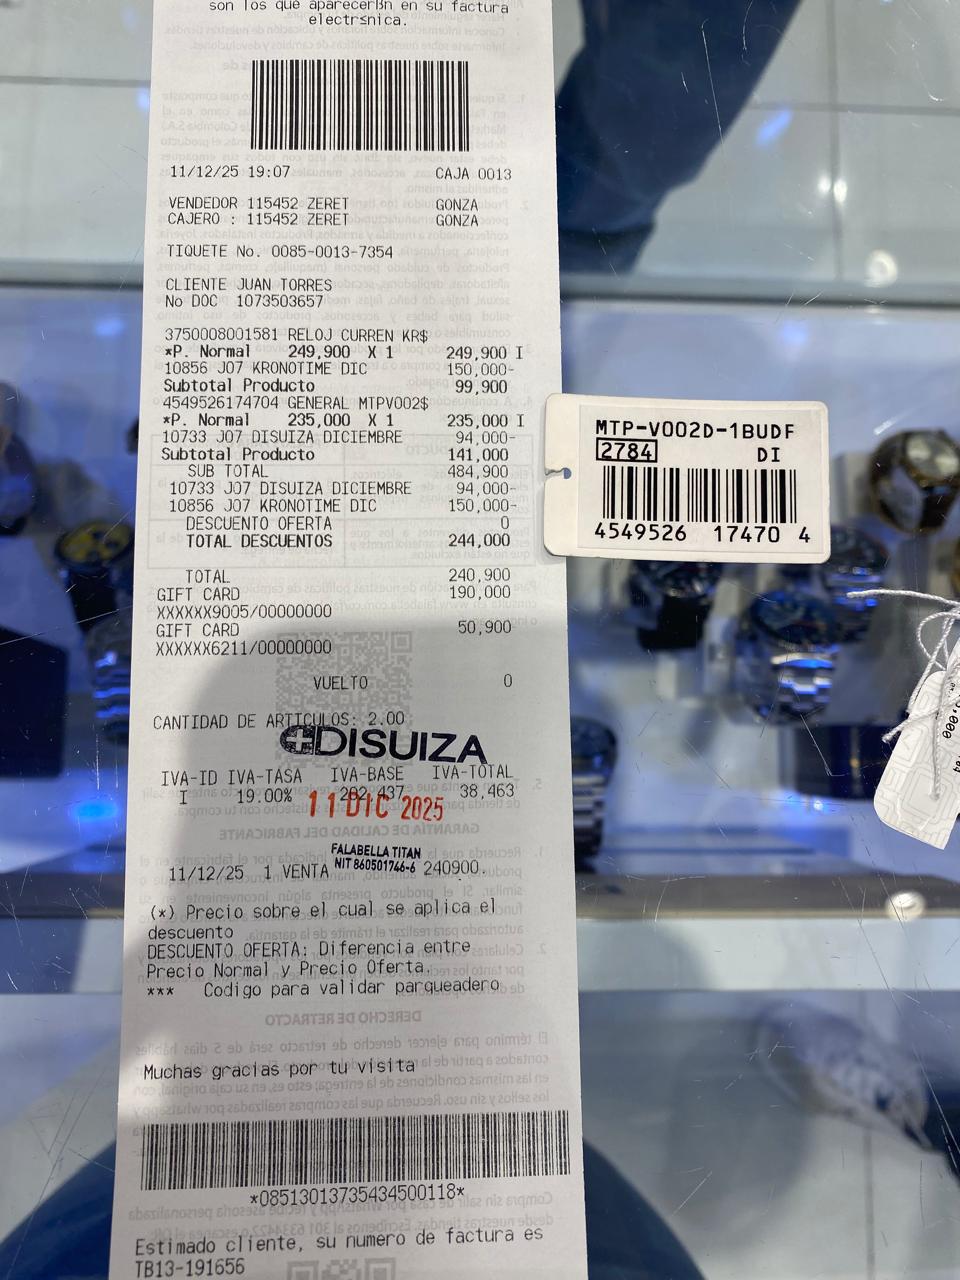 son los que aparecerßn en su factura
electr≤nica.
11/12/25 19:07 CAJA 0013
VENDEDOR 115452 ZERET GONZA
CAJERO : 115452 ZERET GONZA
TIQUETE No. 0085-0013-7354
CLIENTE JUAN TORRES
No DOC 1073503657
3750008001581 RELOJ CURREN KR$
*P. Normal 249,900 X 1 249,900 I
10856 J07 KRONOTIME DIC 150,000-
Subtotal Producto 99,900
4549526174704 GENERAL MTPV002$
*P. Normal 235,000 X 1 235,000 I
10733 J07 DISUIZA DICIEMBRE 94,000-
Subtotal Producto 141,000
SUB TOTAL 484,900
10733 J07 DISUIZA DICIEMBRE 94,000-
10856 J07 KRONOTIME DIC 150,000-
DESCUENTO OFERTA 0
TOTAL DESCUENTOS 244,000
TOTAL 240,900
GIFT CARD 190,000
XXXXXX9005/00000000
GIFT CARD 50,900
XXXXXX6211/00000000
VUELTO 0
CANTIDAD DE ARTICULOS: 2.00
DISUIZA
IVA-ID IVA-TASA IVA-BASE IVA-TOTAL
I 19.00% 202,437 38,463
11 DIC 2025
FALABELLA TITAN
NIT 860501746-6
11/12/25 1 VENTA 240900.
(*) Precio sobre el cual se aplica el
descuento
DESCUENTO OFERTA: Diferencia entre
Precio Normal y Precio Oferta.
*** Codigo para validar parqueadero
Muchas gracias por tu visita
*08513013735434500118*
Estimado cliente, su numero de factura es
TB13-191656
MTP-V002D-1BUDF
2784 DI
4549526 17470 4